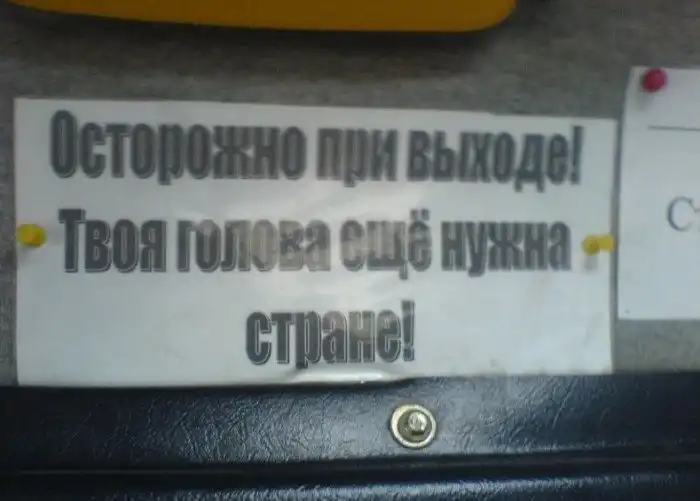 Осторожно при выходе!
Твоя голова ещё нужна
стране!